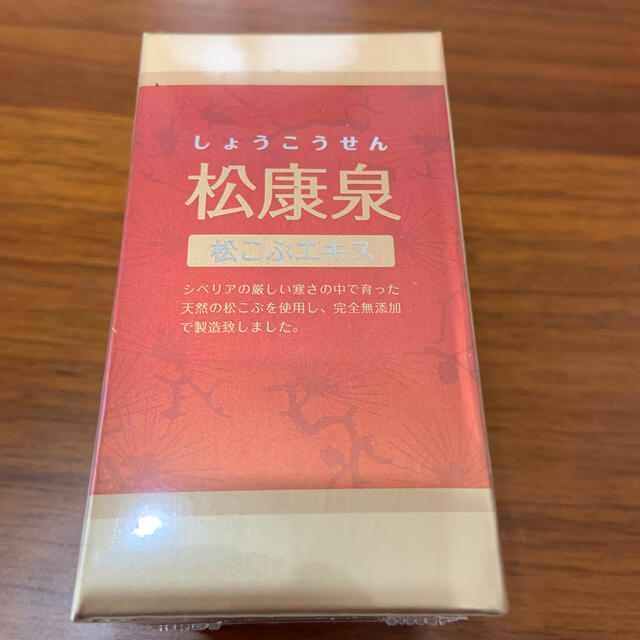 しょうこうせん
松康泉
松こぶエキス
シベリアの厳しい寒さの中で育った
天然の松こぶを使用し、完全無添加
で製造致しました。